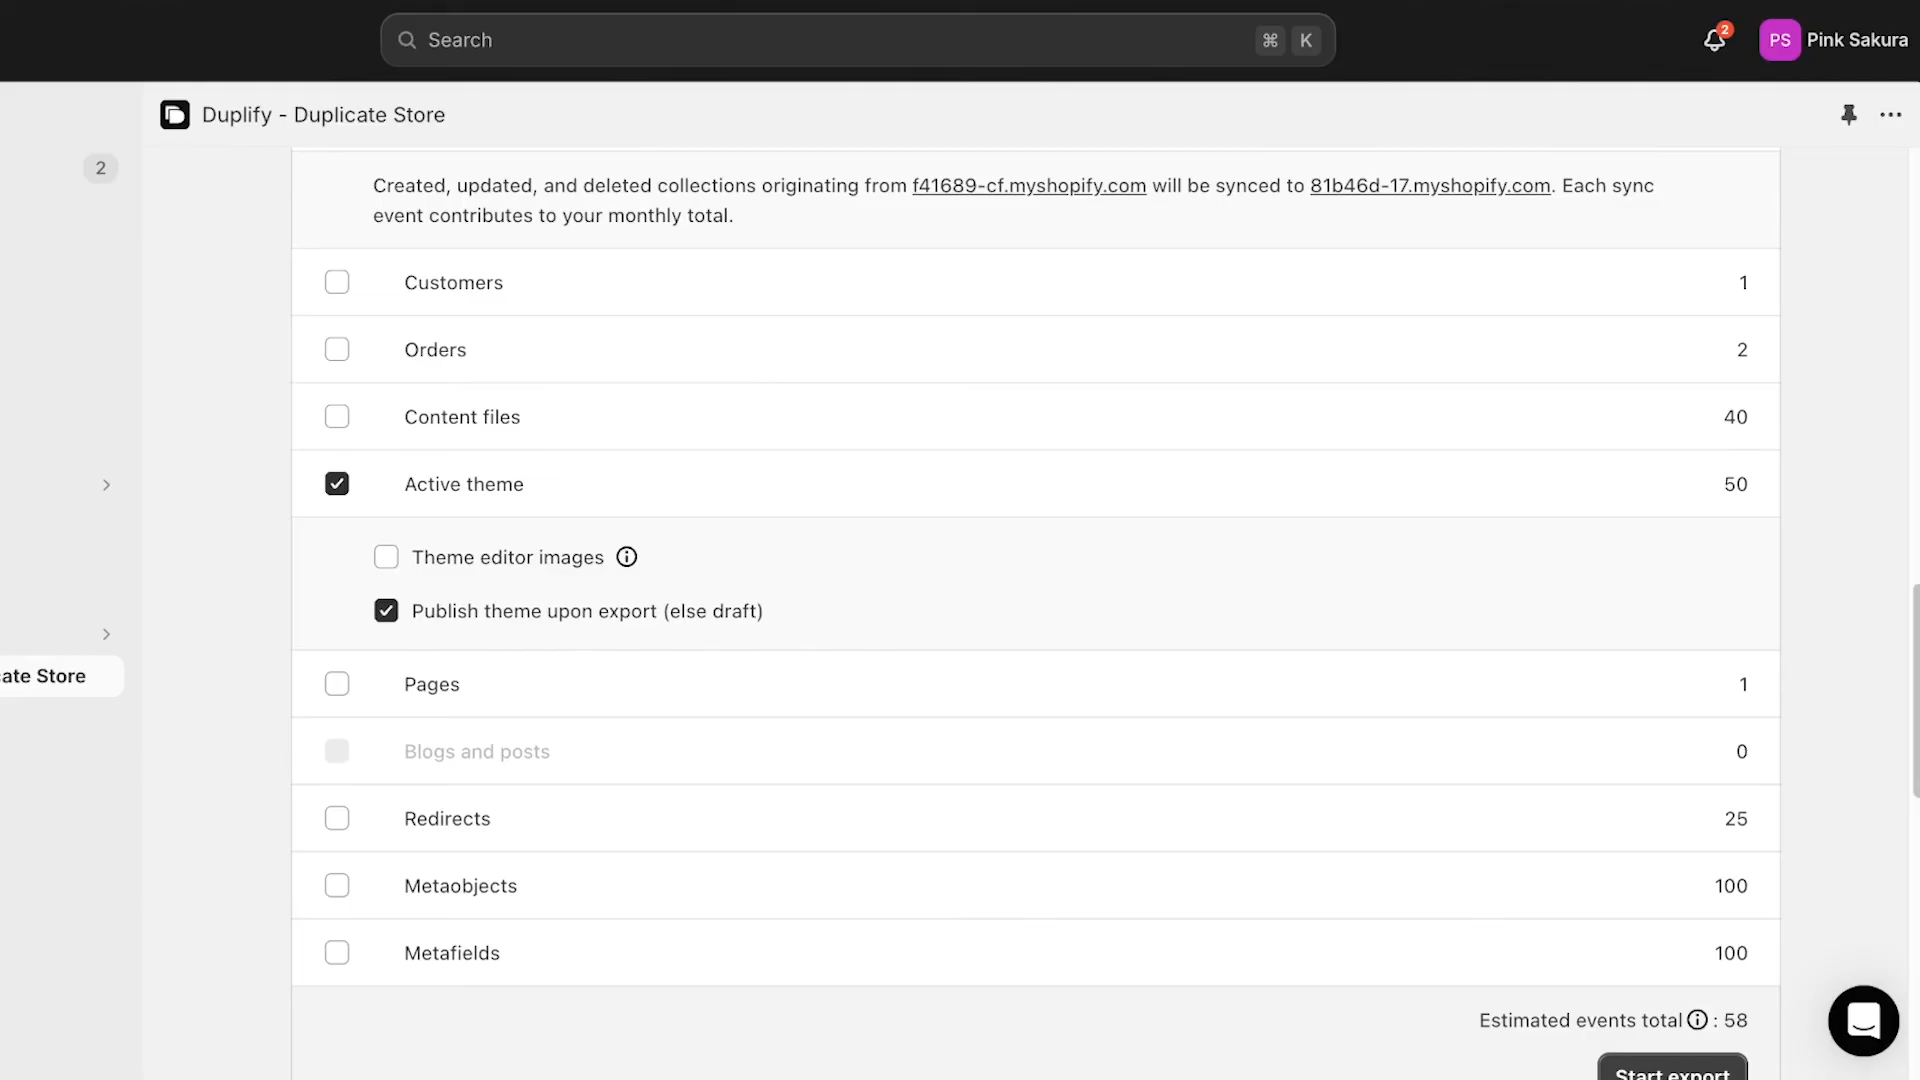 Search
⌘ K
2
PS
Pink Sakura
Duplify - Duplicate Store
2
Created, updated, and deleted collections originating from f41689-cf.myshopify.com will be synced to 81b46d-17.myshopify.com. Each sync
event contributes to your monthly total.
Customers 1
Orders 2
Content files 40
Active theme 50
Theme editor images
Publish theme upon export (else draft)
ate Store
Pages 1
Blogs and posts 0
Redirects 25
Metaobjects 100
Metafields 100
Estimated events total : 58
Start export